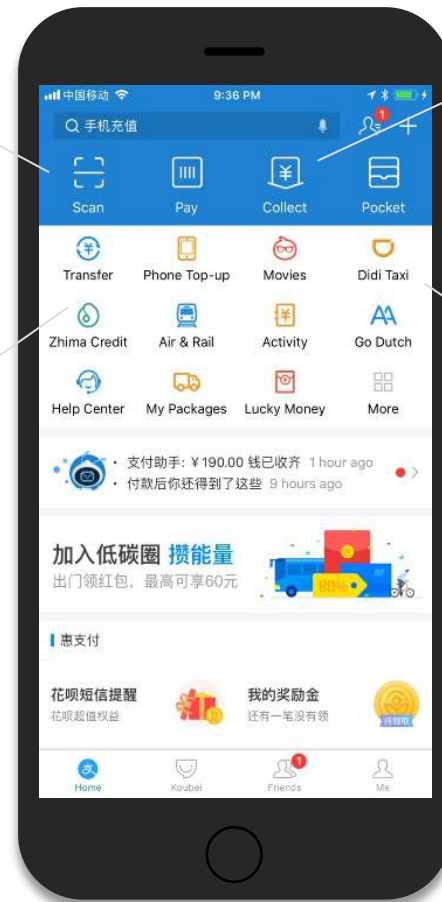 中国移动 9:36 PM
手机充值 1
Scan Pay Collect Pocket
Transfer Phone Top-up Movies Didi Taxi
Zhima Credit Air & Rail Activity Go Dutch
Help Center My Packages Lucky Money More
· 支付助手: ¥190.00 钱已收齐 1 hour ago
· 付款后你还得到了这些 9 hours ago
加入低碳圈 攒能量
出门领红包，最高可享60元
80%
惠支付
花呗短信提醒 我的奖励金
花呗超值权益 还有一笔没有领
待领取
1
Home Koubei Friends Me